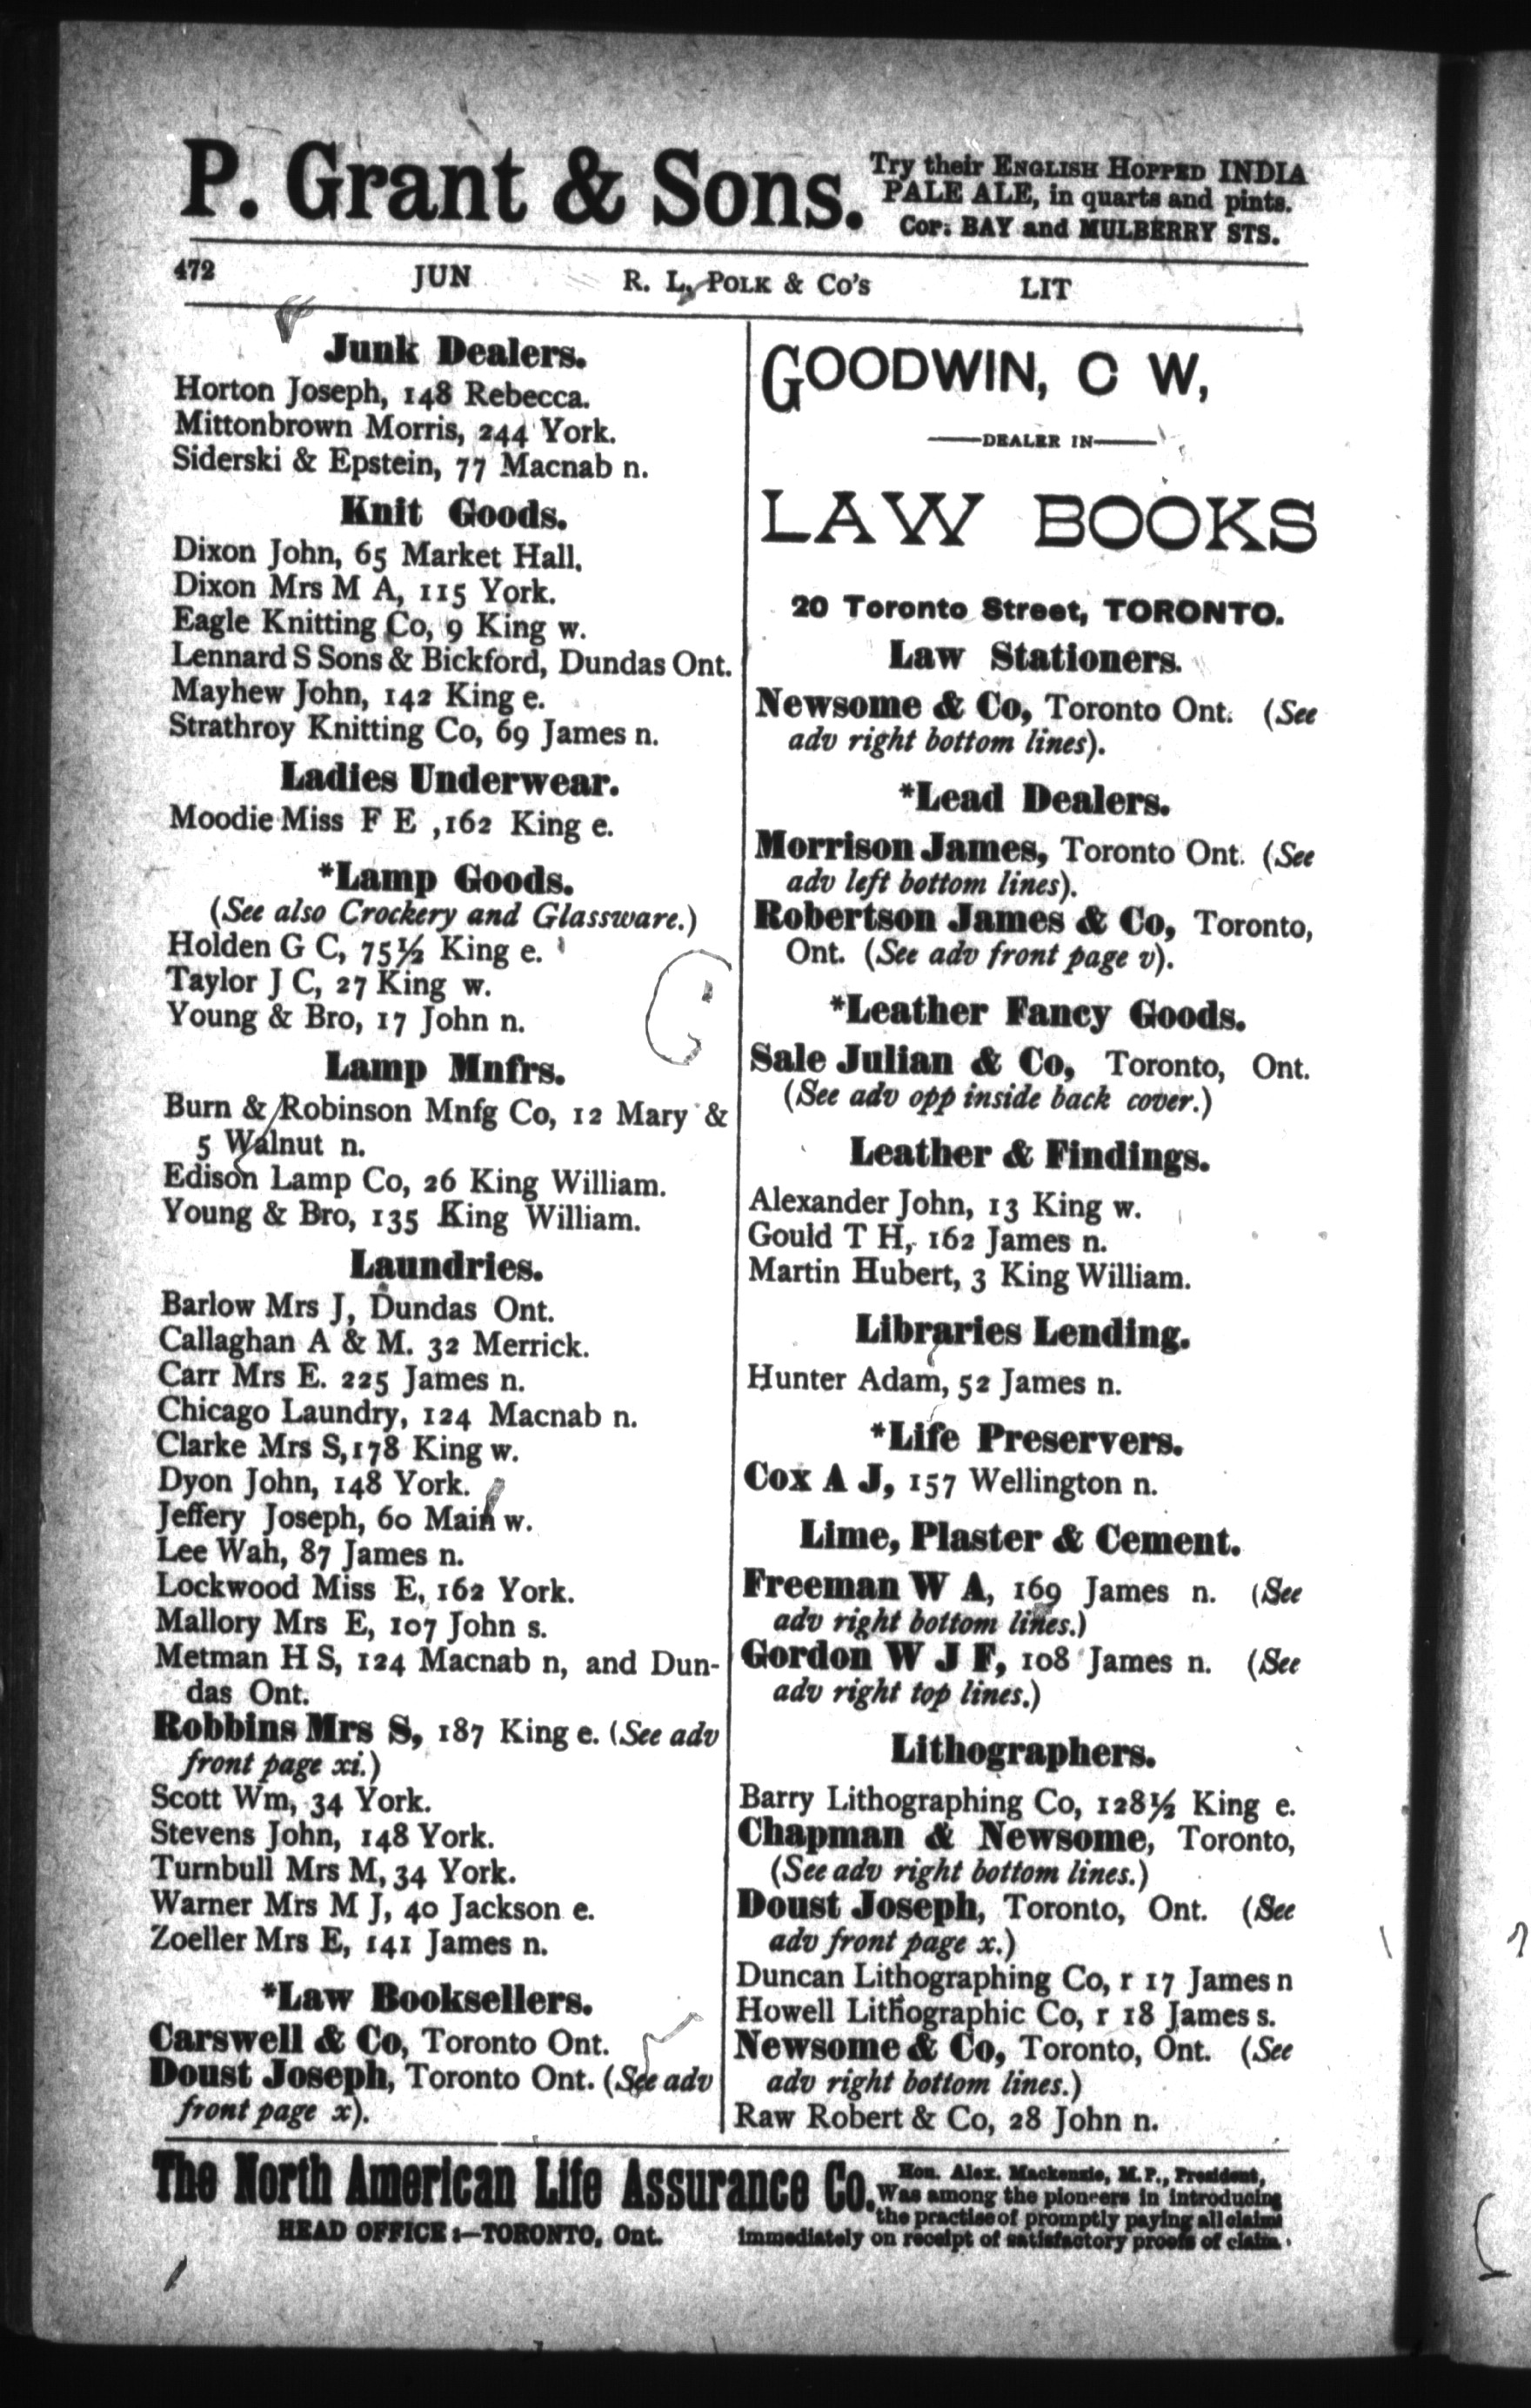 P. Grant & Sons.
Try their ENGLISH HOPPED INDIA
PALE ALE, in quarts and pints.
Cor. BAY and MULBERRY STS.
472 JUN R. L. POLK & Co's LIT
Junk Dealers.
Horton Joseph, 148 Rebecca.
Mittonbrown Morris, 244 York.
Siderski & Epstein, 77 Macnab n.
Knit Goods.
Dixon John, 65 Market Hall.
Dixon Mrs M A, 115 York.
Eagle Knitting Co, 9 King w.
Lennard S Sons & Bickford, Dundas Ont.
Mayhew John, 142 King e.
Strathroy Knitting Co, 69 James n.
Ladies Underwear.
Moodie Miss F E ,162 King e.
*Lamp Goods.
(See also Crockery and Glassware.)
Holden G C, 75½ King e.
Taylor J C, 27 King w.
Young & Bro, 17 John n.
Lamp Mnfrs.
Burn & Robinson Mnfg Co, 12 Mary &
5 Walnut n.
Edison Lamp Co, 26 King William.
Young & Bro, 135 King William.
Laundries.
Barlow Mrs J, Dundas Ont.
Callaghan A & M. 32 Merrick.
Carr Mrs E. 225 James n.
Chicago Laundry, 124 Macnab n.
Clarke Mrs S, 178 King w.
Dyon John, 148 York.
Jeffery Joseph, 60 Main w.
Lee Wah, 87 James n.
Lockwood Miss E, 162 York.
Mallory Mrs E, 107 John s.
Metman H S, 124 Macnab n, and Dun-
das Ont.
Robbins Mrs S, 187 King e. (See adv
front page xi.)
Scott Wm, 34 York.
Stevens John, 148 York.
Turnbull Mrs M, 34 York.
Warner Mrs M J, 40 Jackson e.
Zoeller Mrs E, 141 James n.
*Law Booksellers.
Carswell & Co, Toronto Ont.
Doust Joseph, Toronto Ont. (See adv
front page x).
GOODWIN, C W,
DEALER IN
LAW BOOKS
20 Toronto Street, TORONTO.
Law Stationers.
Newsome & Co, Toronto Ont. (See
adv right bottom lines).
*Lead Dealers.
Morrison James, Toronto Ont. (See
adv left bottom lines).
Robertson James & Co, Toronto,
Ont. (See adv front page v).
*Leather Fancy Goods.
Sale Julian & Co, Toronto, Ont.
(See adv opp inside back cover.)
Leather & Findings.
Alexander John, 13 King w.
Gould T H, 162 James n.
Martin Hubert, 3 King William.
Libraries Lending.
Hunter Adam, 52 James n.
*Life Preservers.
Cox A J, 157 Wellington n.
Lime, Plaster & Cement.
Freeman W A, 169 James n. (See
adv right bottom lines.)
Gordon W J F, 108 James n. (See
adv right top lines.)
Lithographers.
Barry Lithographing Co, 128½ King e.
Chapman & Newsome, Toronto,
(See adv right bottom lines.)
Doust Joseph, Toronto, Ont. (See
adv front page x.)
Duncan Lithographing Co, r 17 James n
Howell Lithographic Co, r 18 James s.
Newsome & Co, Toronto, Ont. (See
adv right bottom lines.)
Raw Robert & Co, 28 John n.
The North American Life Assurance Co.
HEAD OFFICE :—TORONTO, Ont.
Hon. Alex. Mackenzie, M.P., President,
Was among the pioneers in introducing
the practise of promptly paying all claims
immediately on receipt of satisfactory proofs of claim.